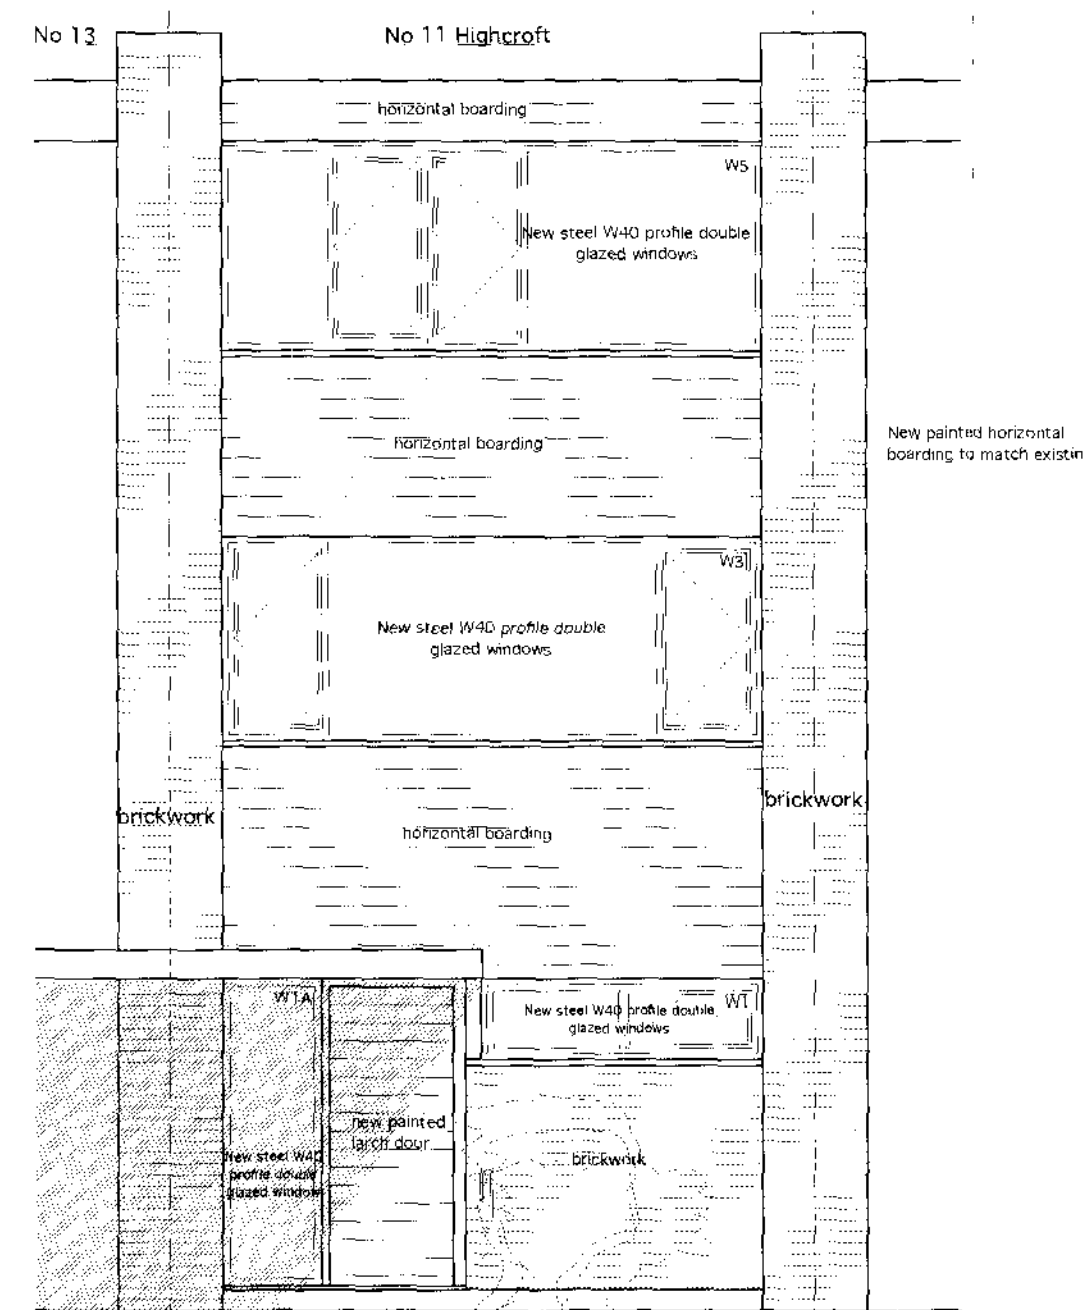 No 13
No 11 Highcroft
horizontal boarding
W5
New steel W40 profile double
glazed windows
horizontal boarding
New painted horizontal
boarding to match existin
W3
New steel W40 profile double
glazed windows
brickwork
brickwork
horizontal boarding
W1A
W1
New steel W40 profile double
glazed windows
new painted
larch door
New steel W40
profile double
glazed window
brickwork